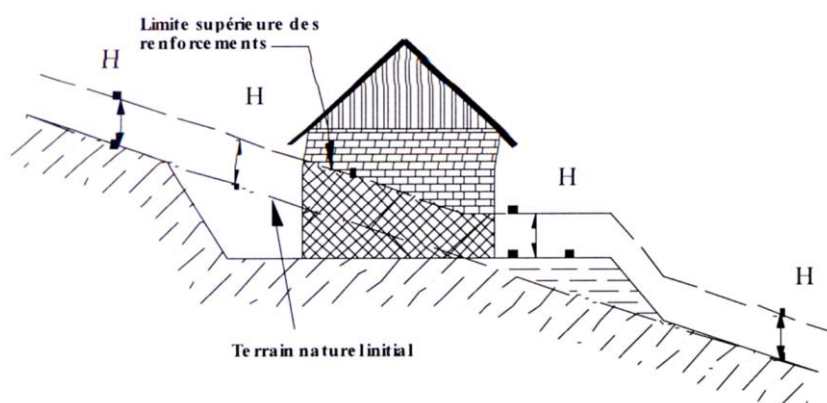 Limite supérieure des
renforcements
H
H
H
H
Terrain naturel initial